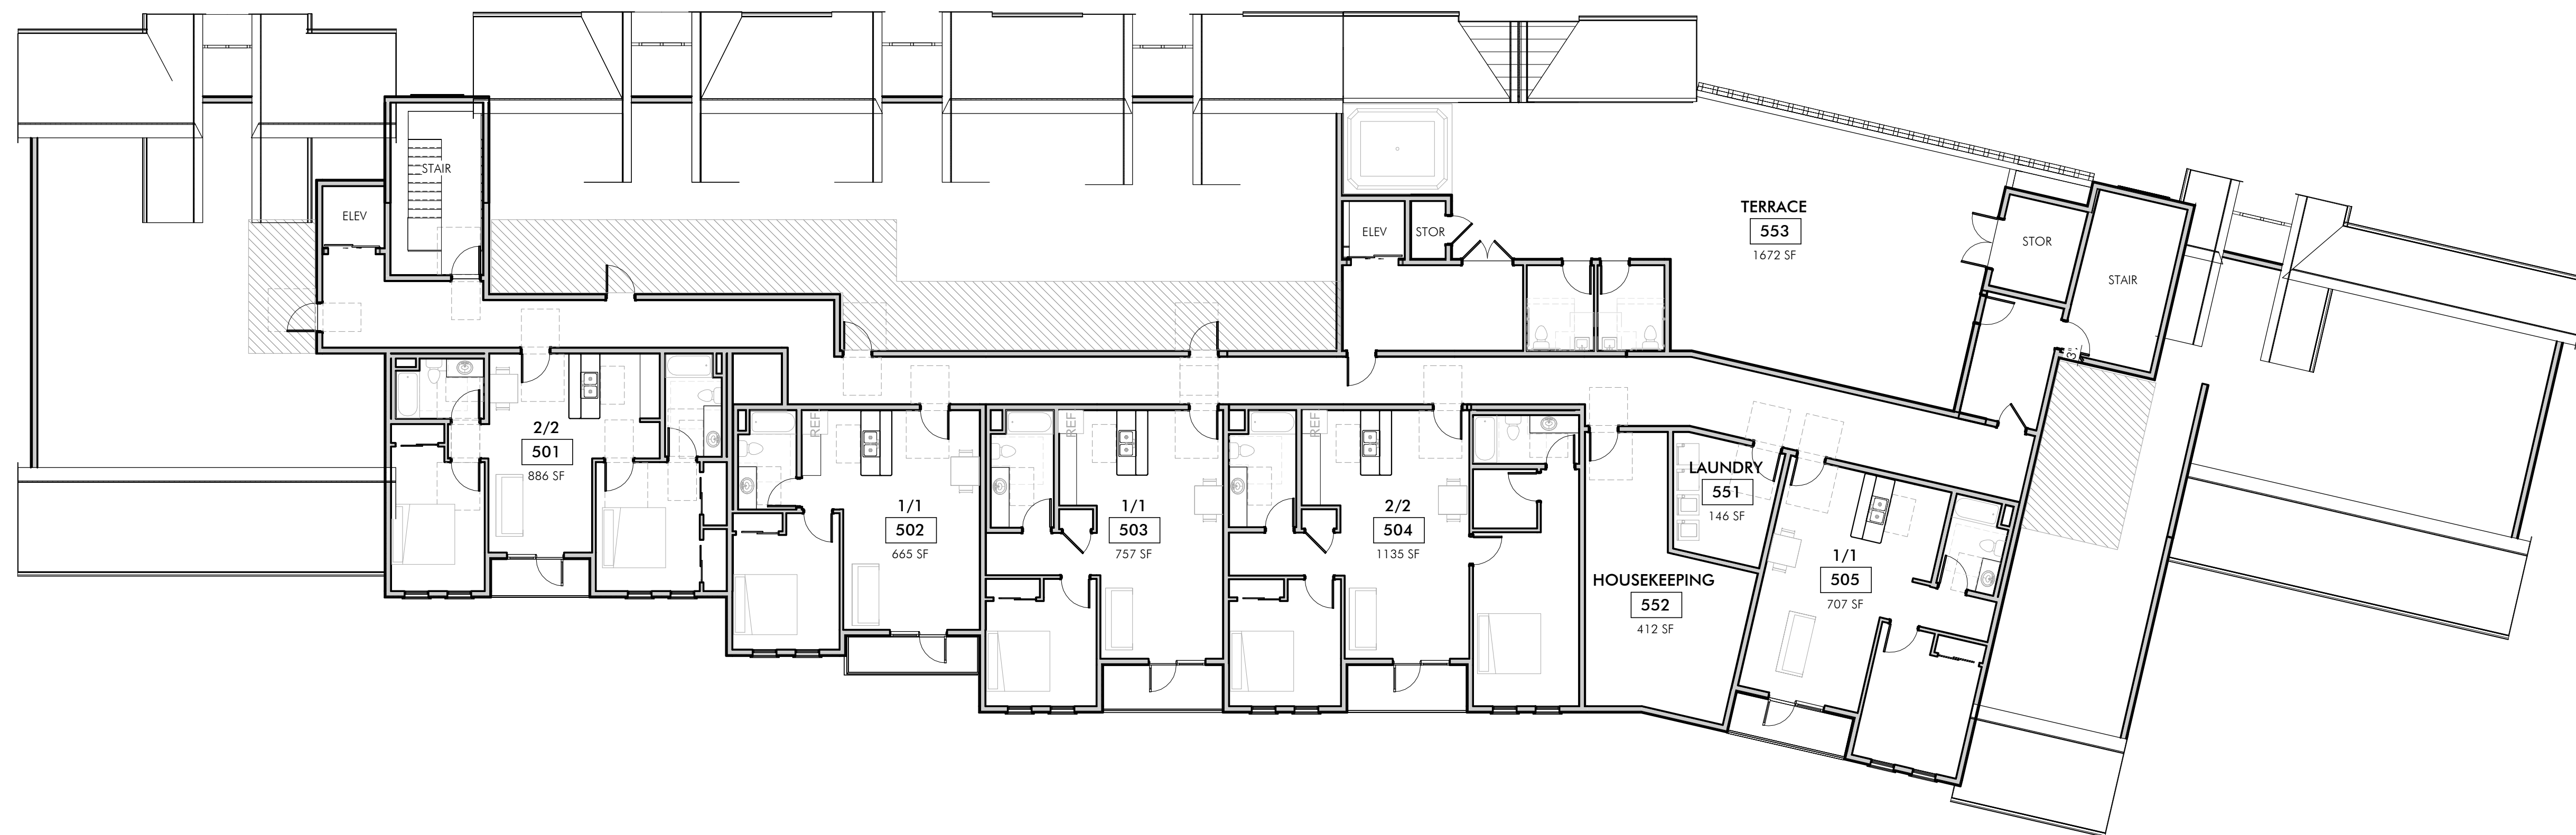 STAIR
ELEV
ELEV
STOR
TERRACE
553
1672 SF
STOR
STAIR
3"
2/2
501
886 SF
REF
1/1
502
665 SF
REF
1/1
503
757 SF
REF
2/2
504
1135 SF
LAUNDRY
551
146 SF
HOUSEKEEPING
552
412 SF
1/1
505
707 SF